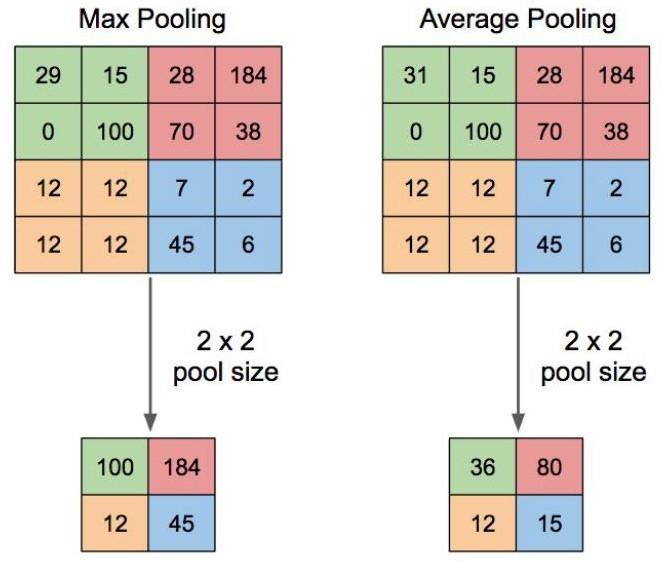 Max Pooling
29 15 28 184
0 100 70 38
12 12 7 2
12 12 45 6
2 x 2
pool size
100 184
12 45
Average Pooling
31 15 28 184
0 100 70 38
12 12 7 2
12 12 45 6
2 x 2
pool size
36 80
12 15